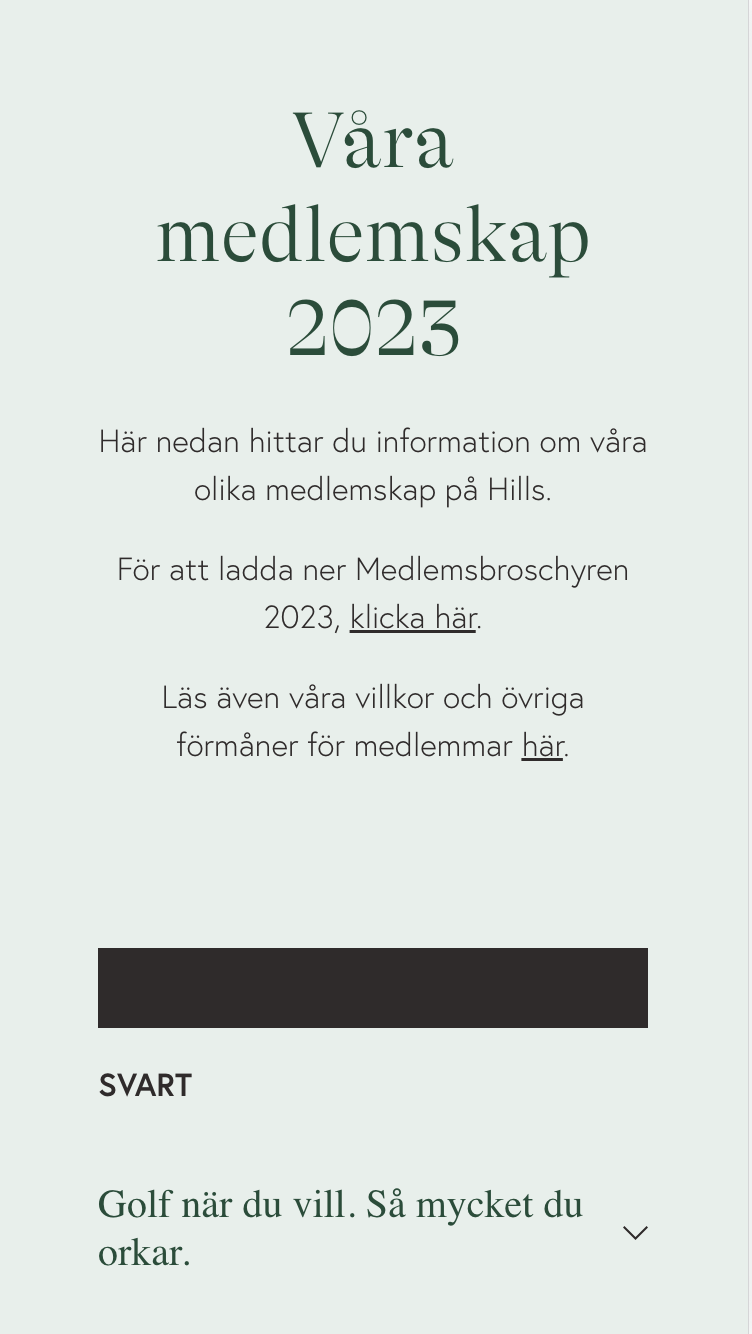 Våra
medlemskap
2023
Här nedan hittar du information om våra
olika medlemskap på Hills.
För att ladda ner Medlemsbroschyren
2023, klicka här.
Läs även våra villkor och övriga
förmåner för medlemmar här.
SVART
Golf när du vill. Så mycket du
orkar.